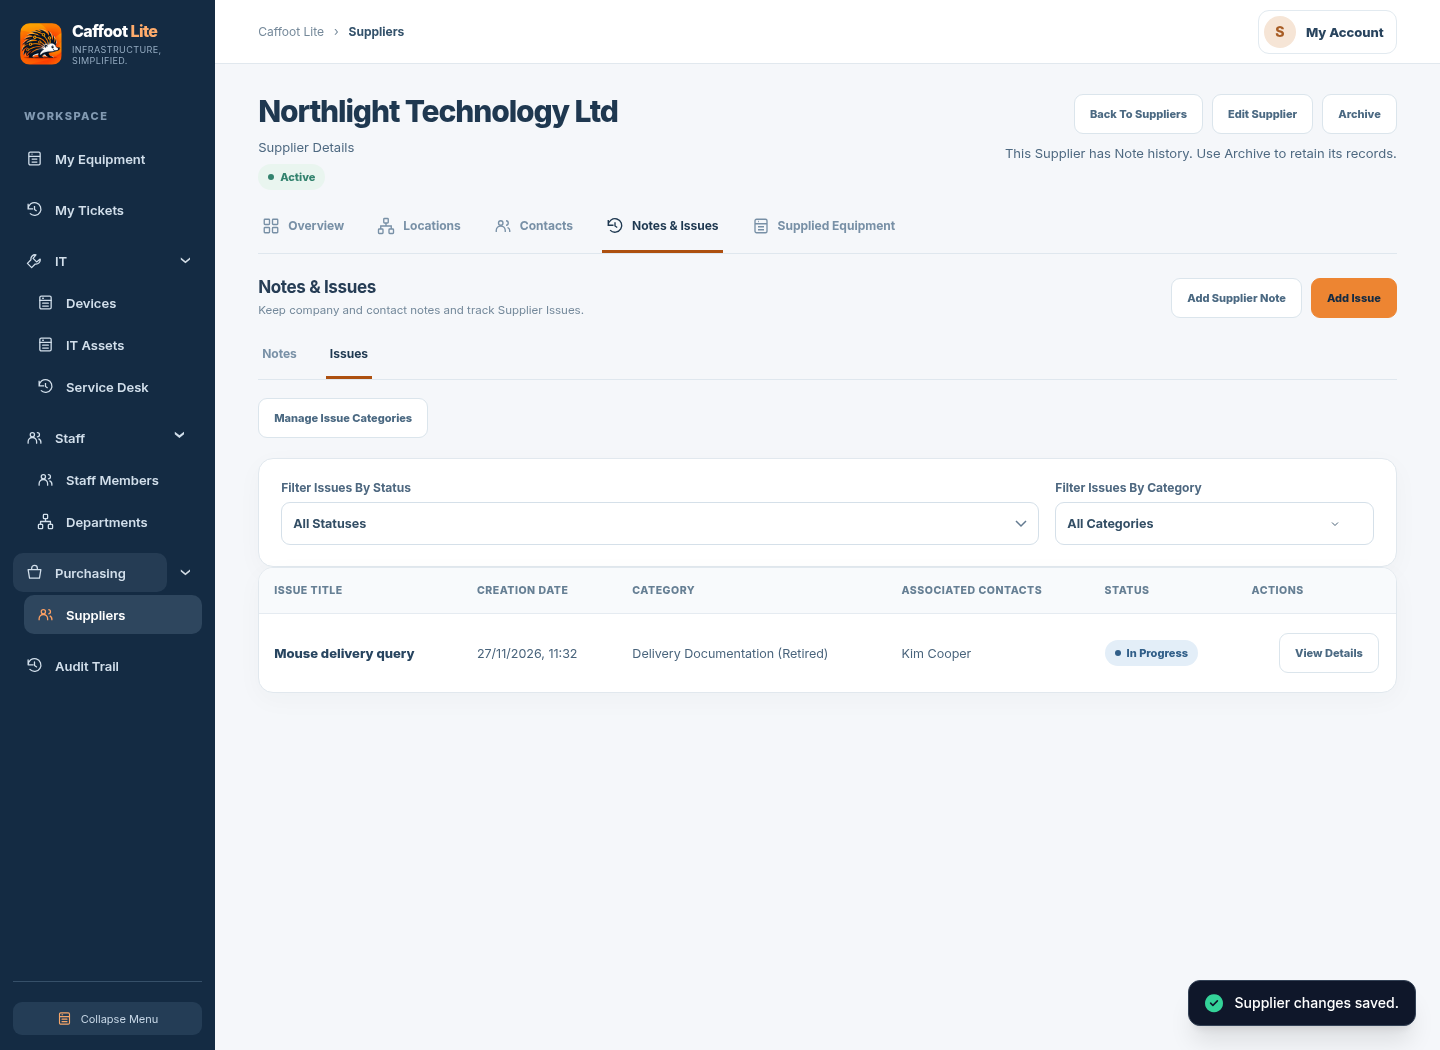 Caffoot Lite
INFRASTRUCTURE,
SIMPLIFIED.
WORKSPACE
My Equipment
My Tickets
IT
Devices
IT Assets
Service Desk
Staff
Staff Members
Departments
Purchasing
Suppliers
Audit Trail
Collapse Menu
Caffoot Lite › Suppliers
S My Account
Northlight Technology Ltd
Supplier Details
Active
Back To Suppliers Edit Supplier Archive
This Supplier has Note history. Use Archive to retain its records.
Overview Locations Contacts Notes & Issues Supplied Equipment
Notes & Issues
Keep company and contact notes and track Supplier Issues.
Add Supplier Note Add Issue
Notes Issues
Manage Issue Categories
Filter Issues By Status Filter Issues By Category
All Statuses All Categories
ISSUE TITLE CREATION DATE CATEGORY ASSOCIATED CONTACTS STATUS ACTIONS
Mouse delivery query 27/11/2026, 11:32 Delivery Documentation (Retired) Kim Cooper In Progress View Details
Supplier changes saved.